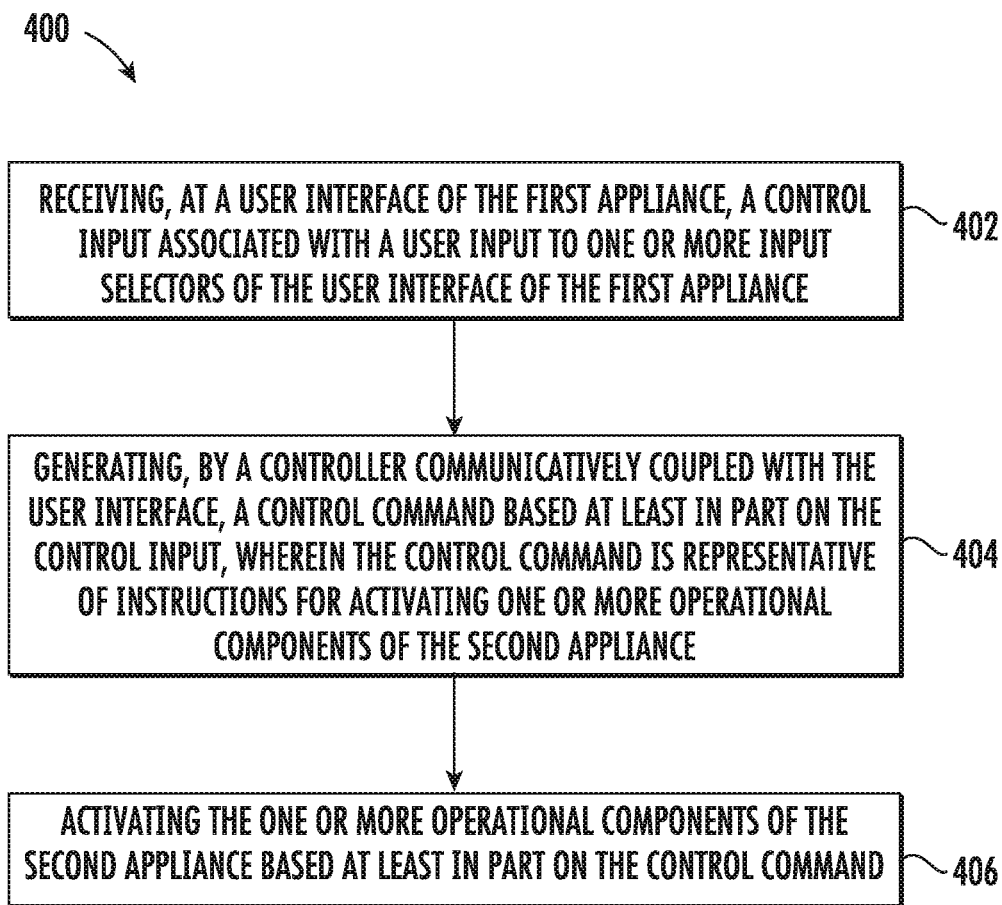 400
RECEIVING, AT A USER INTERFACE OF THE FIRST APPLIANCE, A CONTROL
INPUT ASSOCIATED WITH A USER INPUT TO ONE OR MORE INPUT
SELECTORS OF THE USER INTERFACE OF THE FIRST APPLIANCE
402
GENERATING, BY A CONTROLLER COMMUNICATIVELY COUPLED WITH THE
USER INTERFACE, A CONTROL COMMAND BASED AT LEAST IN PART ON THE
CONTROL INPUT, WHEREIN THE CONTROL COMMAND IS REPRESENTATIVE
OF INSTRUCTIONS FOR ACTIVATING ONE OR MORE OPERATIONAL
COMPONENTS OF THE SECOND APPLIANCE
404
ACTIVATING THE ONE OR MORE OPERATIONAL COMPONENTS OF THE
SECOND APPLIANCE BASED AT LEAST IN PART ON THE CONTROL COMMAND
406